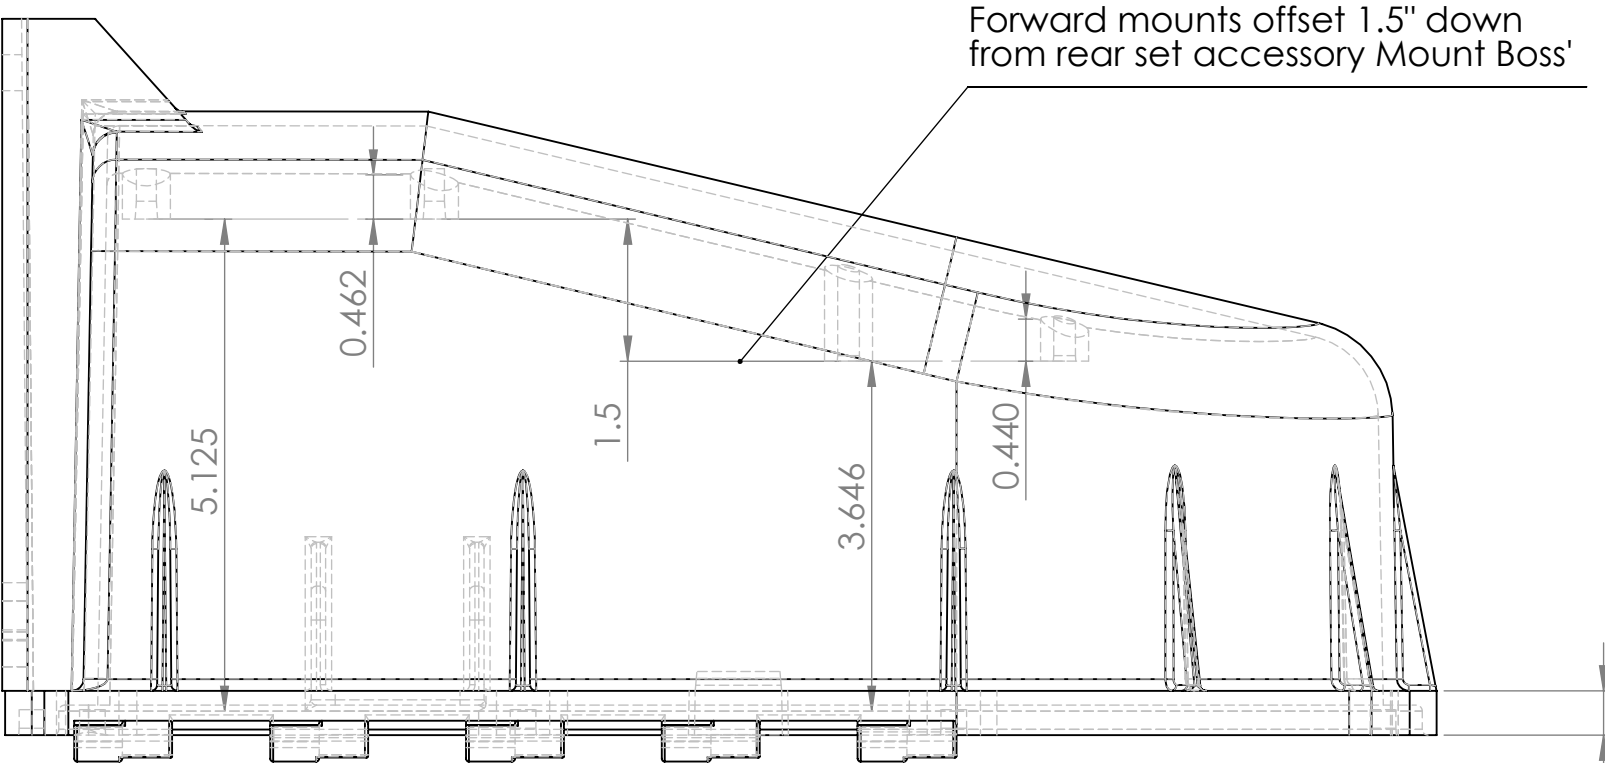 Forward mounts offset 1.5" down
from rear set accessory Mount Boss'
0.462
5.125
1.5
3.646
0.440